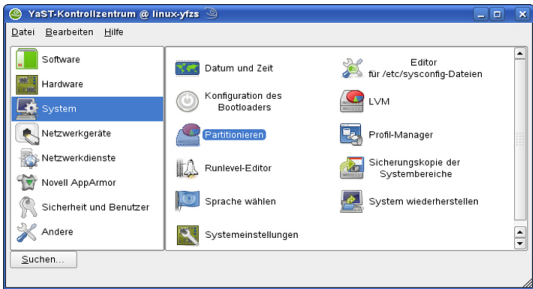 YaST-Kontrollzentrum @ linux-yfzs
Datei Bearbeiten Hilfe
Software
Hardware
System
Netzwerkgeräte
Netzwerkdienste
Novell AppArmor
Sicherheit und Benutzer
Andere
Datum und Zeit
Editor
für /etc/sysconfig-Dateien
Konfiguration des
Bootloaders
LVM
Partitionieren
Profil-Manager
Runlevel-Editor
Sicherungskopie der
Systembereiche
Sprache wählen
System wiederherstellen
Systemeinstellungen
Suchen...